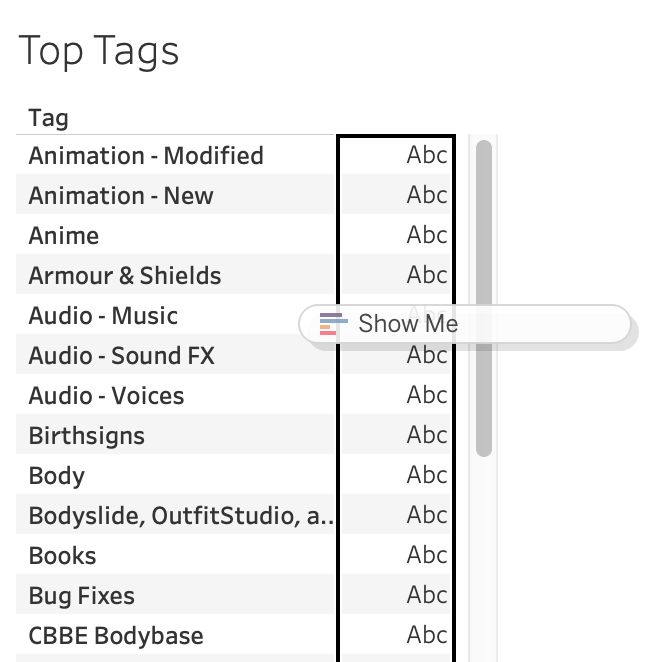 Top Tags
Tag
Animation - Modified Abc
Animation - New Abc
Anime Abc
Armour & Shields Abc
Audio - Music Abc
Show Me
Audio - Sound FX Abc
Audio - Voices Abc
Birthsigns Abc
Body Abc
Bodyslide, OutfitStudio, a.. Abc
Books Abc
Bug Fixes Abc
CBBE Bodybase Abc